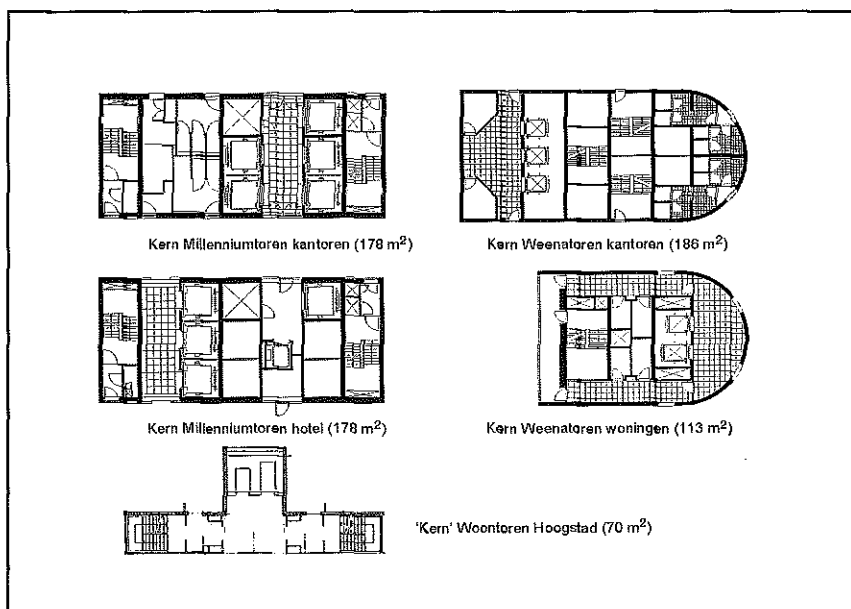 Kern Millenniumtoren kantoren (178 m²)
Kern Weenatoren kantoren (186 m²)
Kern Millenniumtoren hotel (178 m²)
Kern Weenatoren woningen (113 m²)
'Kern' Woontoren Hoogstad (70 m²)